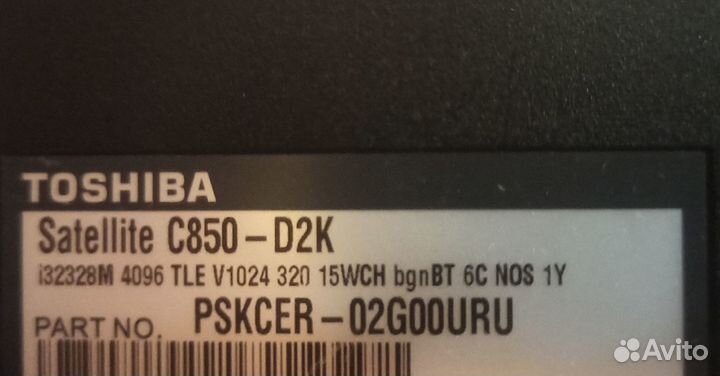 TOSHIBA
Satellite C850-D2K
i32328M 4096 TLE V1024 320 15WCH bgnBT 6C NOS 1Y
PART NO. PSKCER-02G00URU
Avito